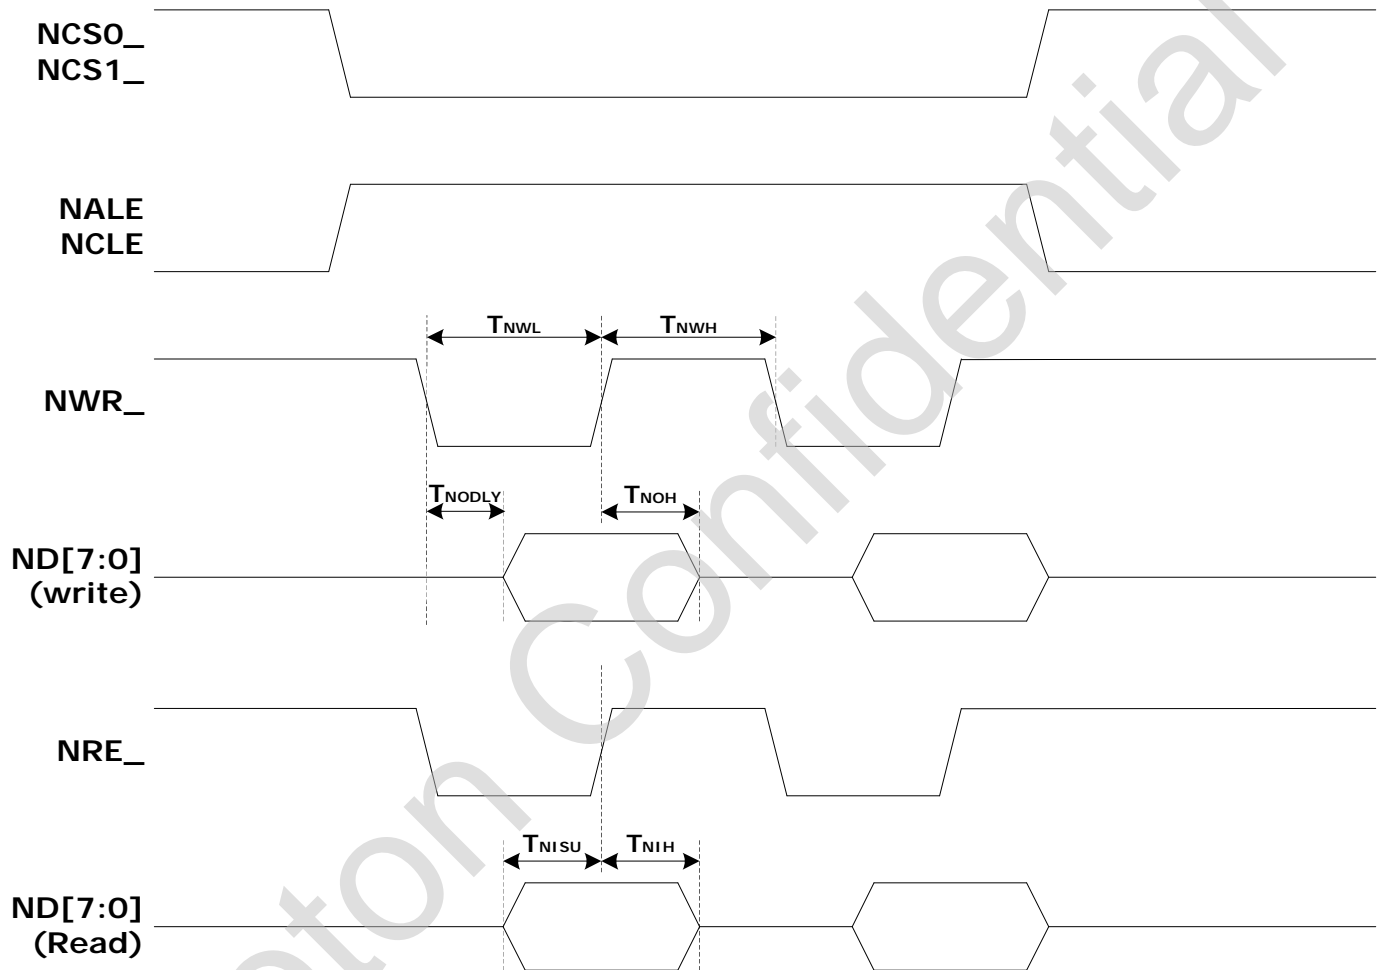 NCS0_
NCS1_
NALE
NCLE
TNWL TNWH
NWR_
TNODLY TNOH
ND[7:0]
(write)
NRE_
TNISU TNIH
ND[7:0]
(Read)
Confidential